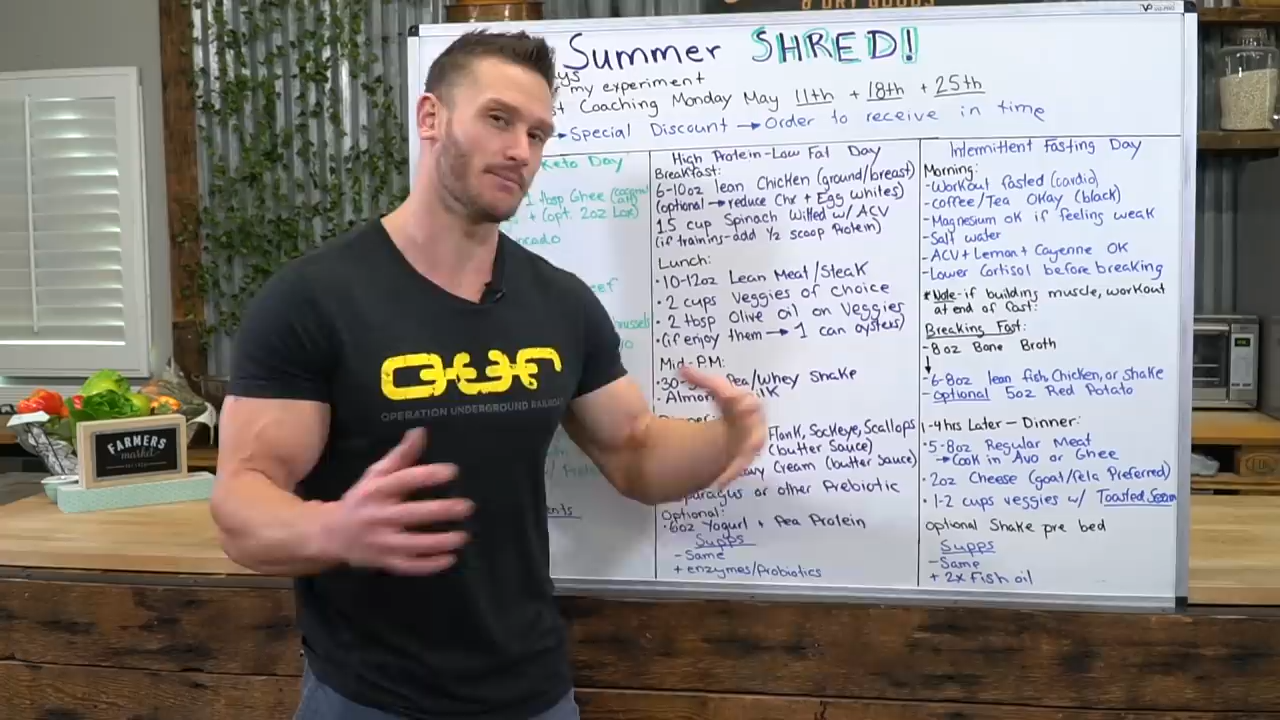 & DRY GOODS
Summer SHRED!
my experiment
Coaching Monday May 11th + 18th + 25th
→Special Discount → Order to receive in time
Keto Day
1 tbsp Ghee
+ (opt. 2oz Lox)
High Protein-Low Fat Day
Breakfast:
6-10oz lean Chicken (ground/breast)
(optional → reduce Chx + Egg whites)
1.5 cup Spinach Wilted w/ ACV
(if training-add 1/2 scoop Protein)
Lunch:
• 10-12oz Lean Meat/Steak
• 2 cups Veggies of choice
• 2 tbsp Olive oil on Veggies
• (if enjoy them → 1 can oysters)
Mid-P.M:
Pea/Whey Shake
Flank, Sockeye, Scallops
(butter Sauce)
Cream (butter Sauce)
or other Prebiotic
Optional:
• 6oz Yogurt + Pea Protein
Supps
- Same
+ enzymes/Probiotics
Intermittent Fasting Day
Morning:
- Workout fasted (cardio)
- coffee/Tea Okay (black)
- Magnesium ok if feeling weak
- Salt water
- ACV + Lemon + Cayenne OK
- Lower Cortisol before breaking
* Note- if building muscle, workout
at end of fast.
Breaking Fast:
- 8oz Bone Broth
- 6-8oz lean fish, Chicken, or shake
- Optional 5oz Red Potato
1-4hrs Later — Dinner:
• 5-8oz Regular Meat
→ Cook in Avo or Ghee
• 2oz Cheese (goat/feta Preferred)
• 1-2 cups veggies w/ Toasted
optional Shake pre bed
Supps
- Same
+ 2x Fish oil
OPERATION UNDERGROUND
FARMERS
market